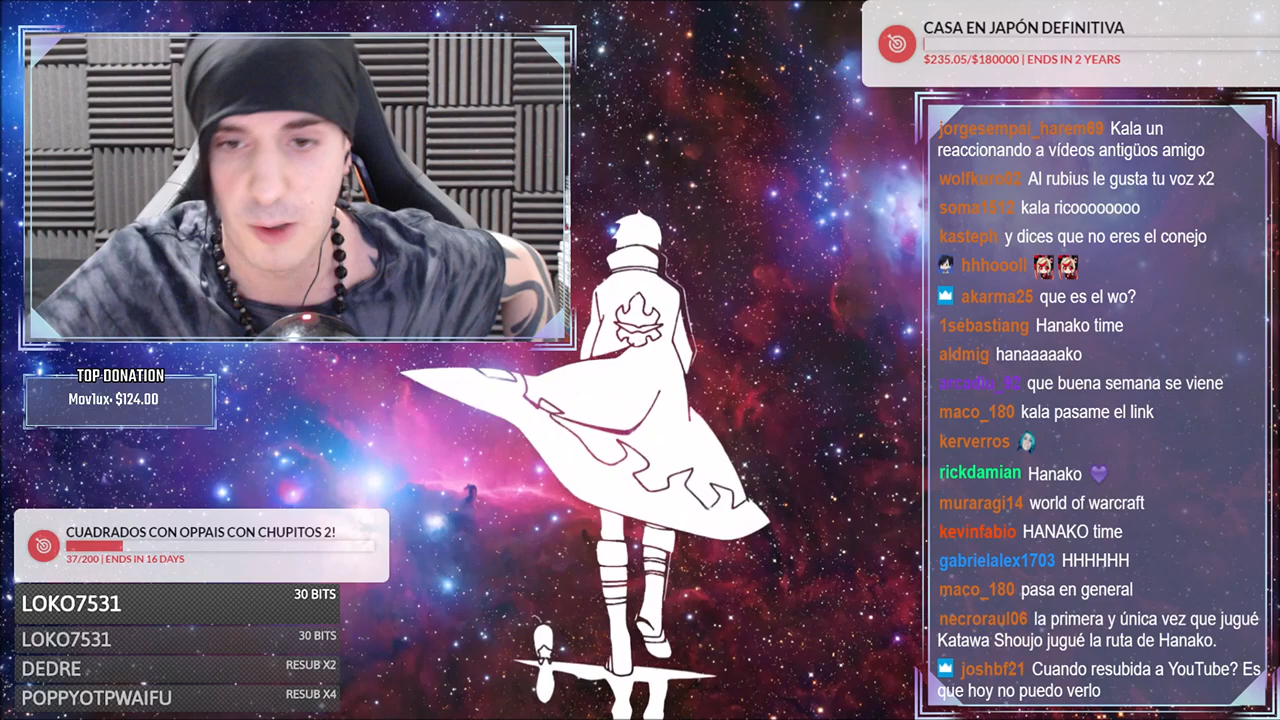 CASA EN JAPÓN DEFINITIVA
$235.05/$180000 | ENDS IN 2 YEARS
jorgesempai_harem69 Kala un
reaccionando a vídeos antigüos amigo
wolfkuro02 Al rubius le gusta tu voz x2
soma1512 kala ricoooooooo
kasteph y dices que no eres el conejo
hhhoooll
akarma25 que es el wo?
1sebastiang Hanako time
aldmig hanaaaaako
que buena semana se viene
maco_180 kala pasame el link
kerverros
rickdamian Hanako
muraragi14 world of warcraft
kevinfabio HANAKO time
gabrielalex1703 HHHHHH
maco_180 pasa en general
necroraul06 la primera y única vez que jugué
Katawa Shoujo jugué la ruta de Hanako.
joshbf21 Cuando resubida a YouTube? Es
que hoy no puedo verlo
TOP DONATION
Mov1ux: $124.00
CUADRADOS CON OPPAIS CON CHUPITOS 2!
37/200 | ENDS IN 16 DAYS
LOKO7531 30 BITS
LOKO7531 30 BITS
DEDRE RESUB X2
POPPYOTPWAIFU RESUB X4